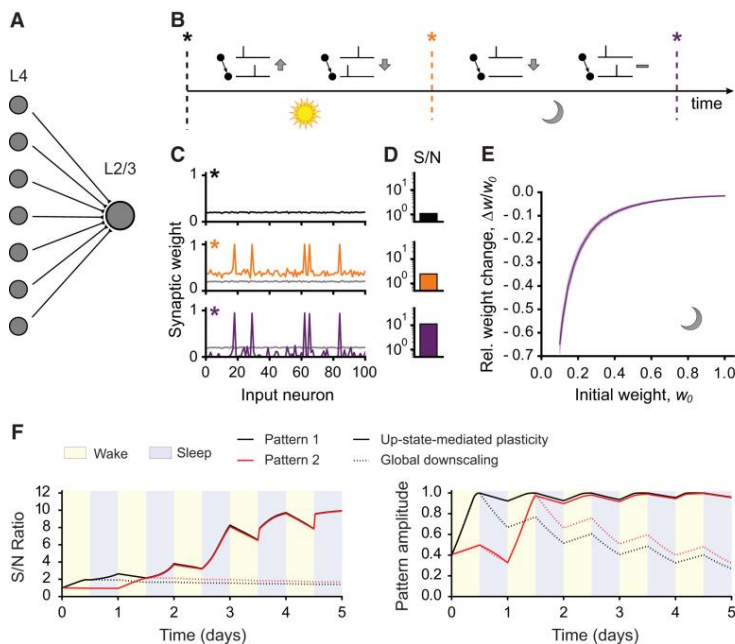 A
L4
L2/3
B
*
*
*
time
C
*
1
0
*
1
0
*
1
0
20 40 60 80 100
Synaptic weight
Input neuron
D
S/N
10¹
10⁰
10¹
10⁰
10¹
10⁰
E
Rel. weight change, Δw/w₀
-0.0
- 0.1
- 0.2
- 0.3
- 0.4
- 0.5
- 0.6
- 0.7
0.0 0.2 0.4 0.6 0.8 1.0
Initial weight, w₀
F
Wake
Sleep
Pattern 1
Pattern 2
Up-state-mediated plasticity
Global downscaling
S/N Ratio
12
10
8
6
4
2
0
0 1 2 3 4 5
Time (days)
Pattern amplitude
1.0
0.8
0.6
0.4
0.2
0.0
0 1 2 3 4 5
Time (days)